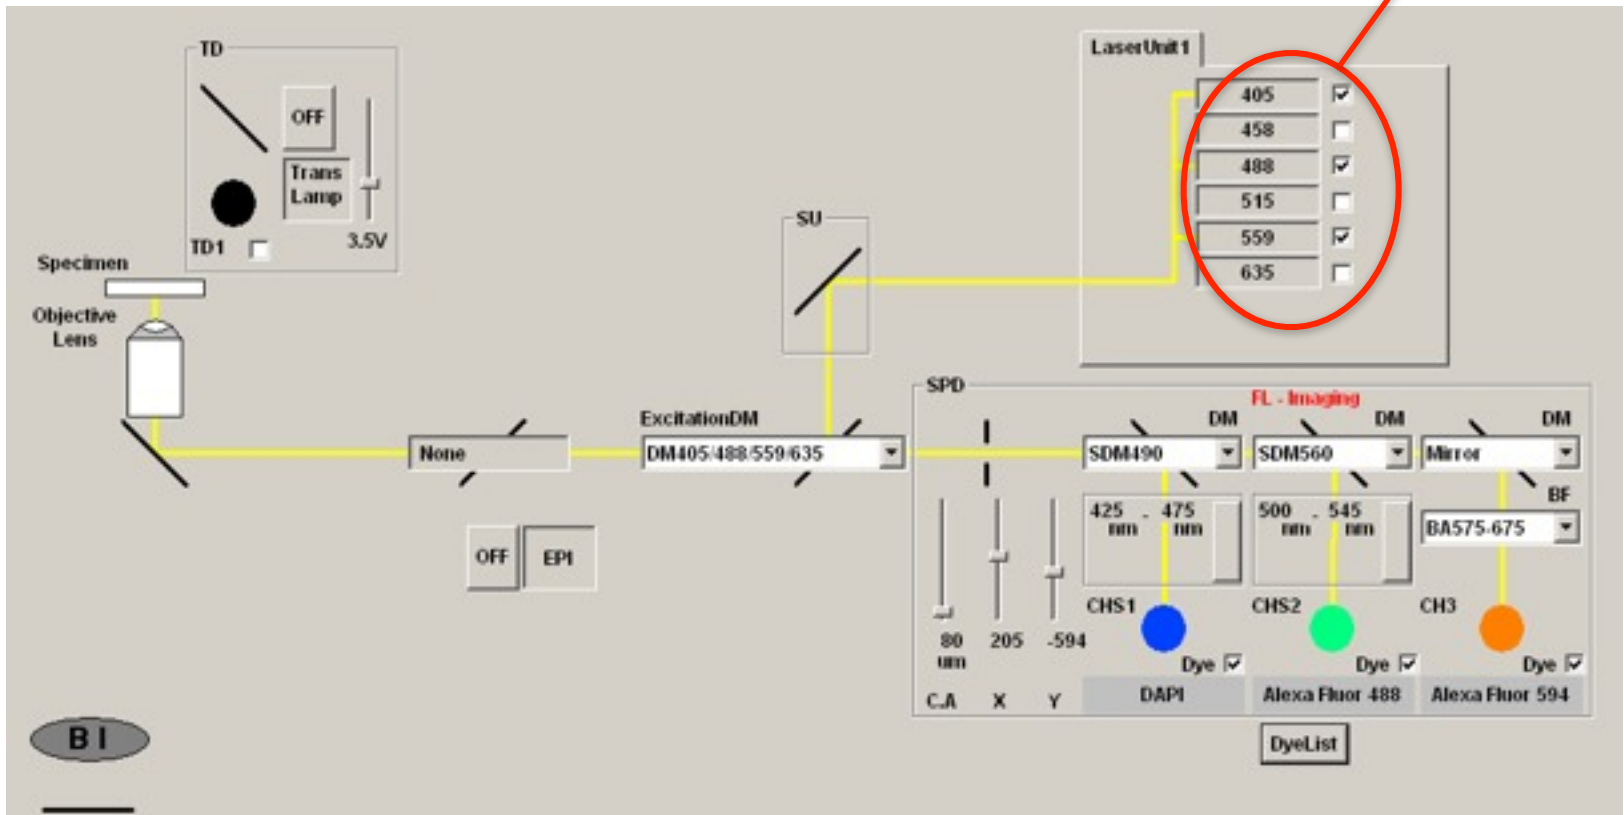 TD
OFF
Trans
Lamp
3.5V
TD1
Specimen
Objective
Lens
LaserUnit1
405
458
488
515
559
635
SU
ExcitationDM
None
DM405/488/559/635
OFF
EPI
SPD
FL - Imaging
DM
DM
DM
SDM490
SDM560
Mirror
BF
425 - 475
nm nm
500 - 545
nm nm
BA575-675
CHS1
CHS2
CH3
80
um
205
-594
C.A
X
Y
Dye
Dye
Dye
DAPI
Alexa Fluor 488
Alexa Fluor 594
DyeList
B I